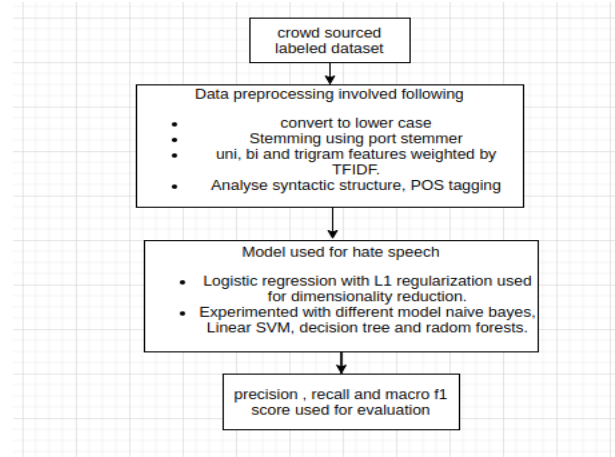 crowd sourced
labeled dataset
Data preprocessing involved following
• convert to lower case
• Stemming using port stemmer
• uni, bi and trigram features weighted by
TFIDF.
• Analyse syntactic structure, POS tagging
Model used for hate speech
• Logistic regression with L1 regularization used
for dimensionality reduction.
• Experimented with different model naive bayes,
Linear SVM, decision tree and radom forests.
precision , recall and macro f1
score used for evaluation